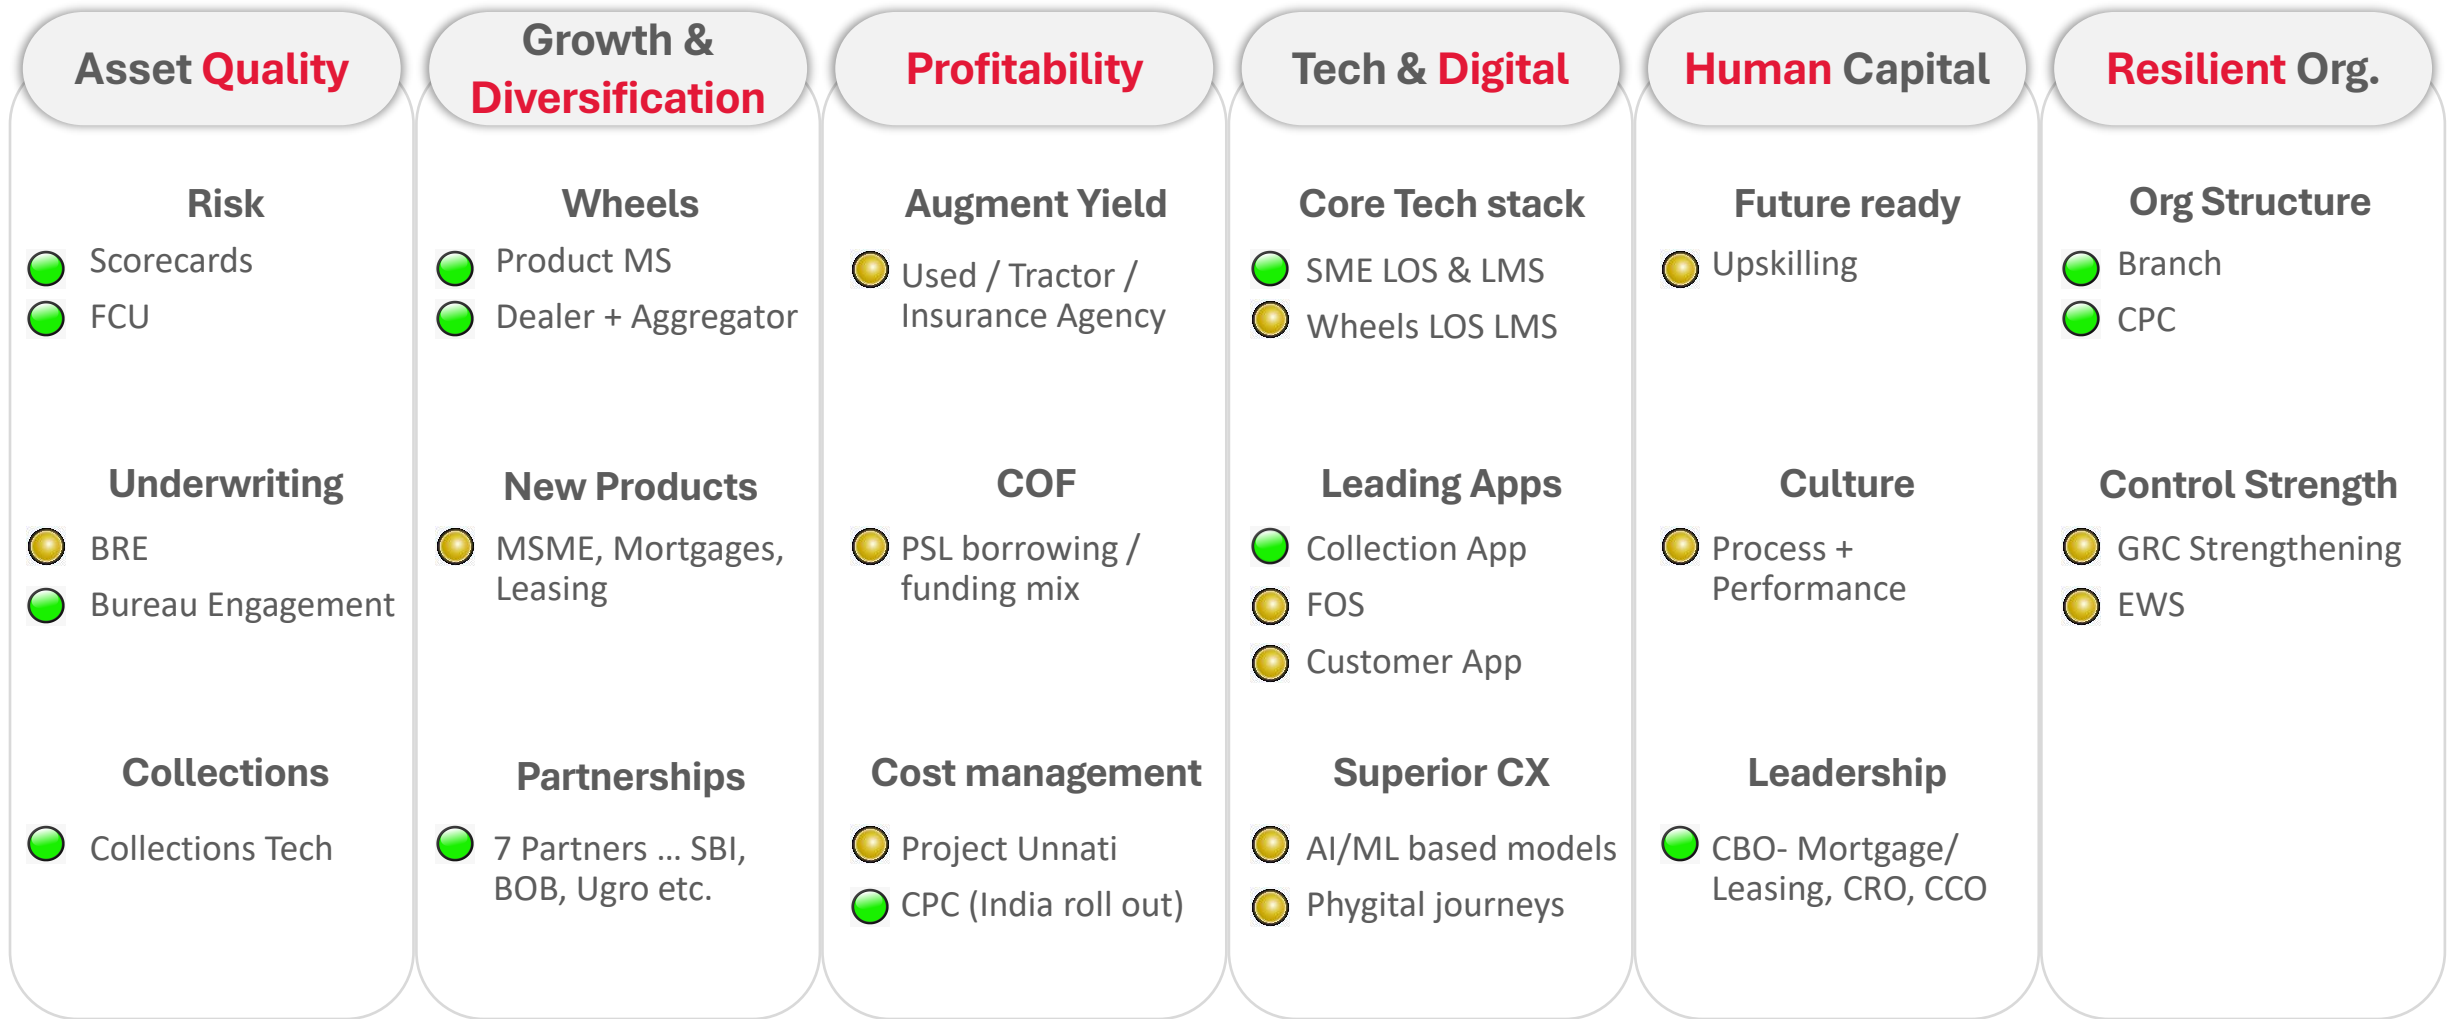 Asset Quality
Risk
Scorecards
FCU
Underwriting
BRE
Bureau Engagement
Collections
Collections Tech
Growth &
Diversification
Wheels
Product MS
Dealer + Aggregator
New Products
MSME, Mortgages,
Leasing
Partnerships
7 Partners ... SBI,
BOB, Ugro etc.
Profitability
Augment Yield
Used / Tractor /
Insurance Agency
COF
PSL borrowing /
funding mix
Cost management
Project Unnati
CPC (India roll out)
Tech & Digital
Core Tech stack
SME LOS & LMS
Wheels LOS LMS
Leading Apps
Collection App
FOS
Customer App
Superior CX
AI/ML based models
Phygital journeys
Human Capital
Future ready
Upskilling
Culture
Process +
Performance
Leadership
CBO- Mortgage/
Leasing, CRO, CCO
Resilient Org.
Org Structure
Branch
CPC
Control Strength
GRC Strengthening
EWS